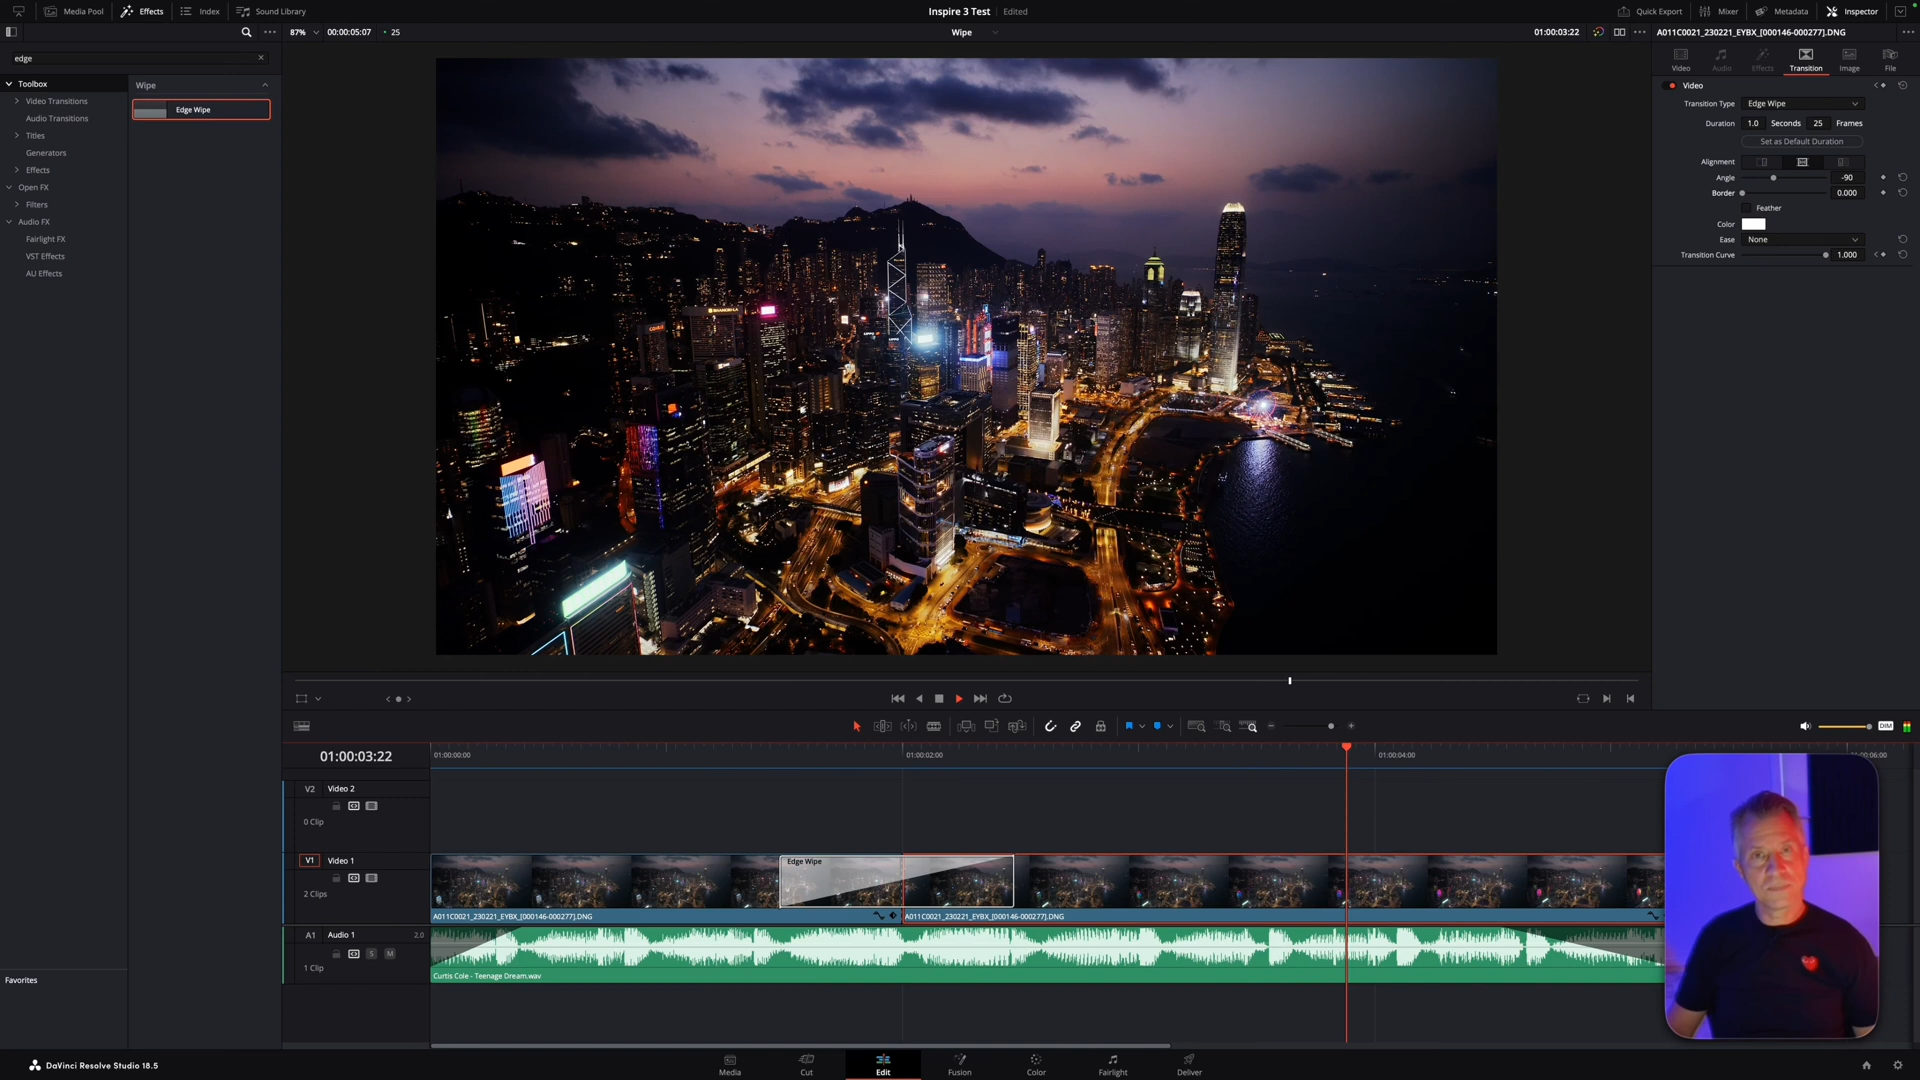 Media Pool
Effects
Index
Sound Library
Inspire 3 Test
Edited
Quick Export
Mixer
Metadata
Inspector
87%
00:00:05:07
25
Wipe
01:00:03:22
A011C0021_230221_EYBX_[000146-000277].DNG
edge
Toolbox
Video Transitions
Audio Transitions
Titles
Generators
Effects
Open FX
Filters
Audio FX
Fairlight FX
VST Effects
AU Effects
Favorites
Wipe
Edge Wipe
Video
Audio
Effects
Transition
Image
File
Video
Transition Type Edge Wipe
Duration 1.0 Seconds 25 Frames
Set as Default Duration
Alignment
Angle -90
Border 0.000
Feather
Color
Ease None
Transition Curve 1.000
DIM
01:00:03:22
01:00:00:00
01:00:02:00
01:00:04:00
V2 Video 2
0 Clip
V1 Video 1
2 Clips
Edge Wipe
A011C0021_230221_EYBX_[000146-000277].DNG
A011C0021_230221_EYBX_[000146-000277].DNG
A1 Audio 1 2.0
S M
1 Clip
Curtis Cole - Teenage Dream.wav
DaVinci Resolve Studio 18.5
Media
Cut
Edit
Fusion
Color
Fairlight
Deliver